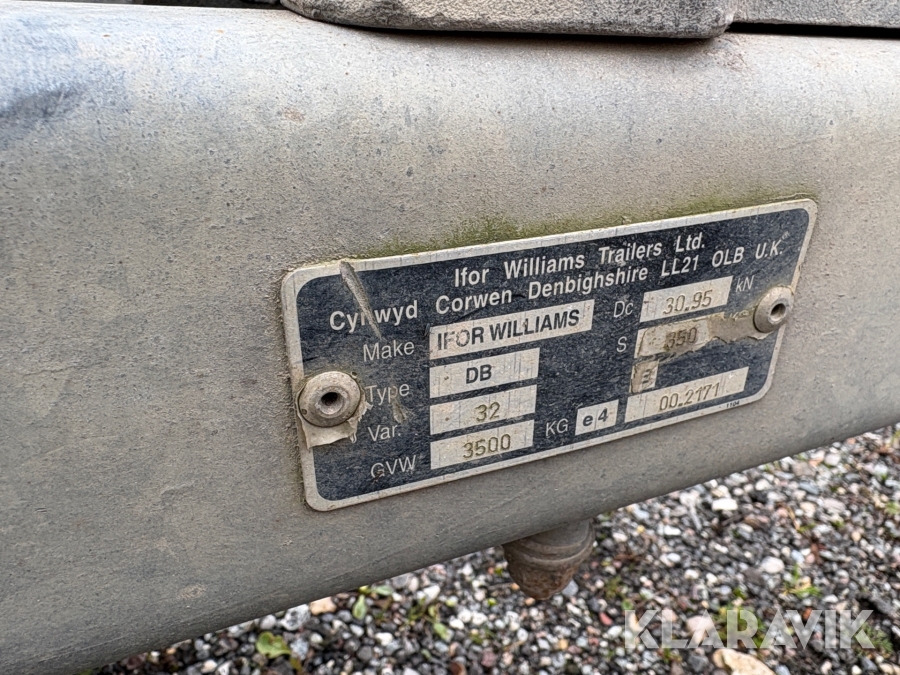 Ifor Williams Trailers Ltd.
Cynwyd Corwen Denbighshire LL21 OLB U.K.
Make IFOR WILLIAMS Dc 30.95 kN
Type DB S 350
Var. 32
GVW 3500 KG e4 00.2171
1104
KLARAVIK